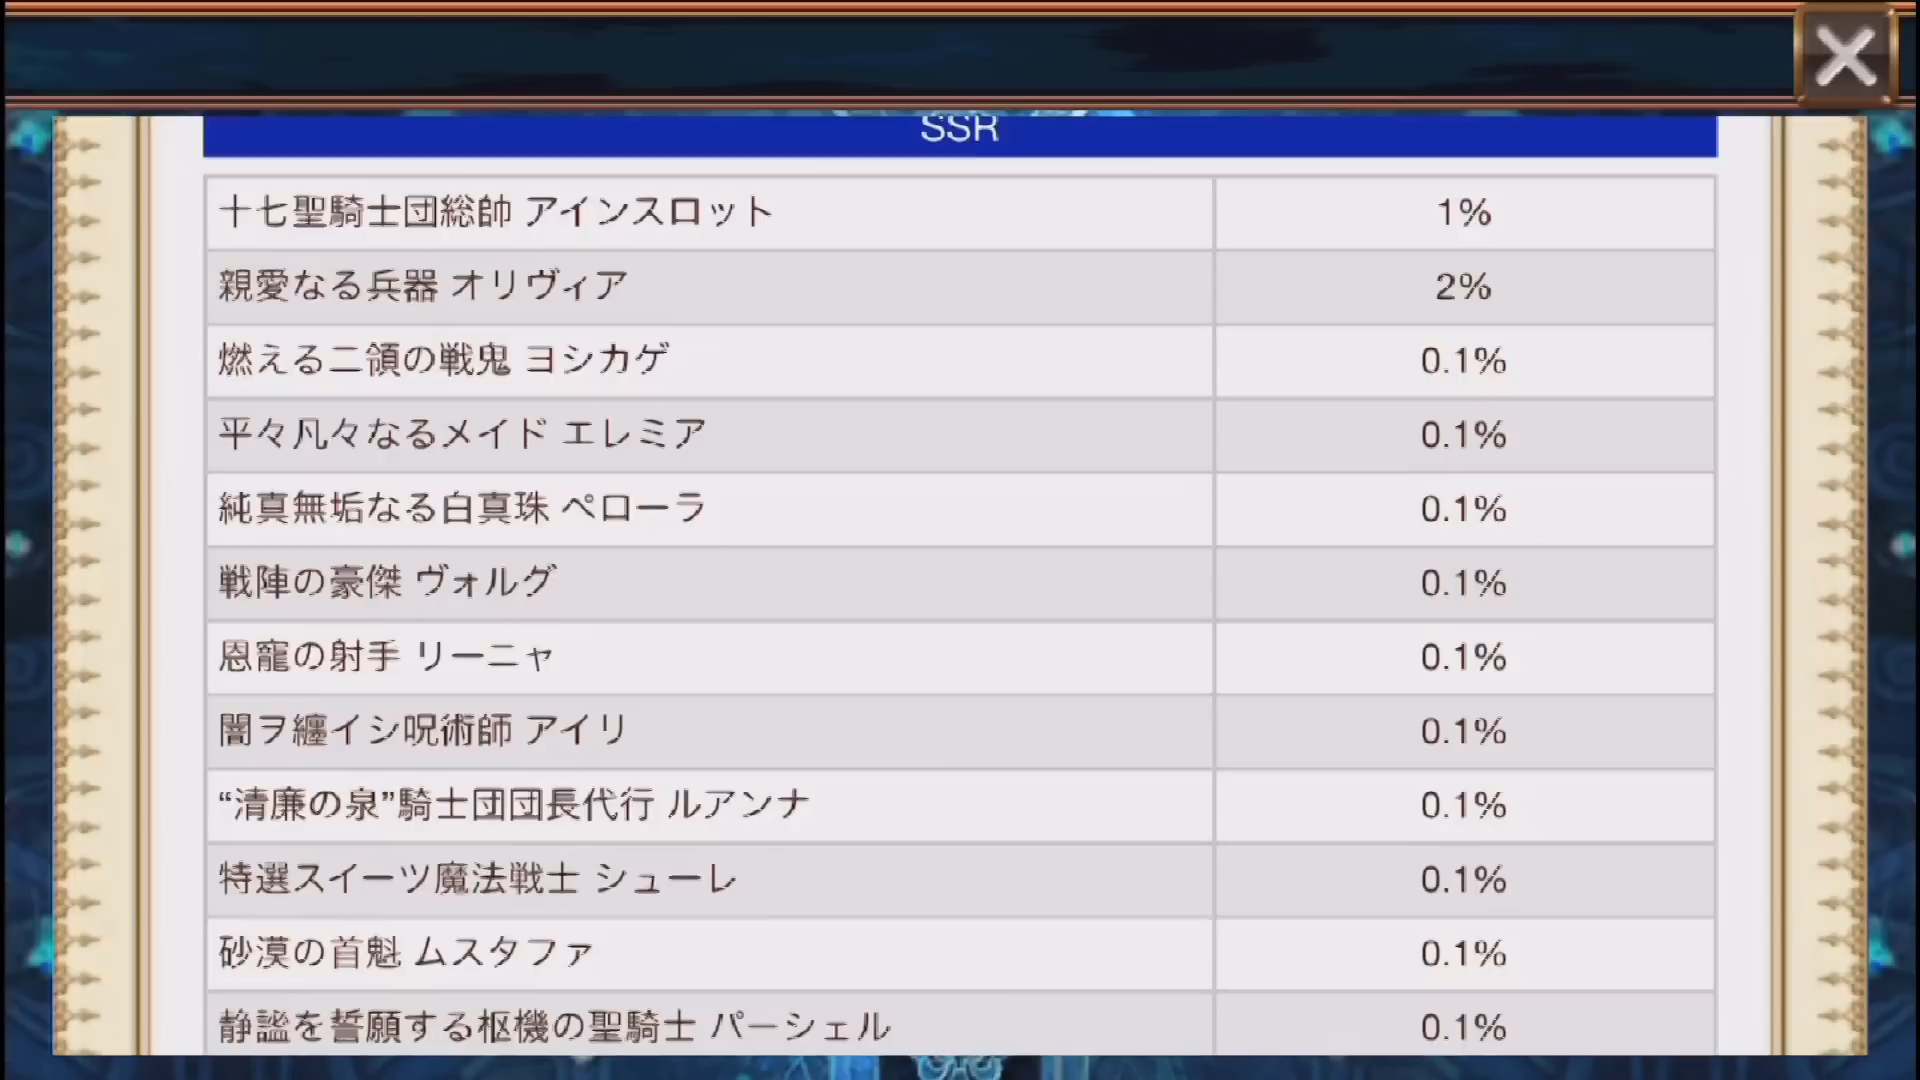 SSR
十七聖騎士団総帥 アインスロット 1%
親愛なる兵器 オリヴィア 2%
燃える二領の戦鬼 ヨシカゲ 0.1%
平々凡々なるメイド エレミア 0.1%
純真無垢なる白真珠 ペローラ 0.1%
戦陣の豪傑 ヴォルグ 0.1%
恩寵の射手 リーニャ 0.1%
闇ヲ纏イシ呪術師 アイリ 0.1%
“清廉の泉”騎士団団長代行 ルアンナ 0.1%
特選スイーツ魔法戦士 シューレ 0.1%
砂漠の首魁 ムスタファ 0.1%
静謐を誓願する枢機の聖騎士 パーシェル 0.1%